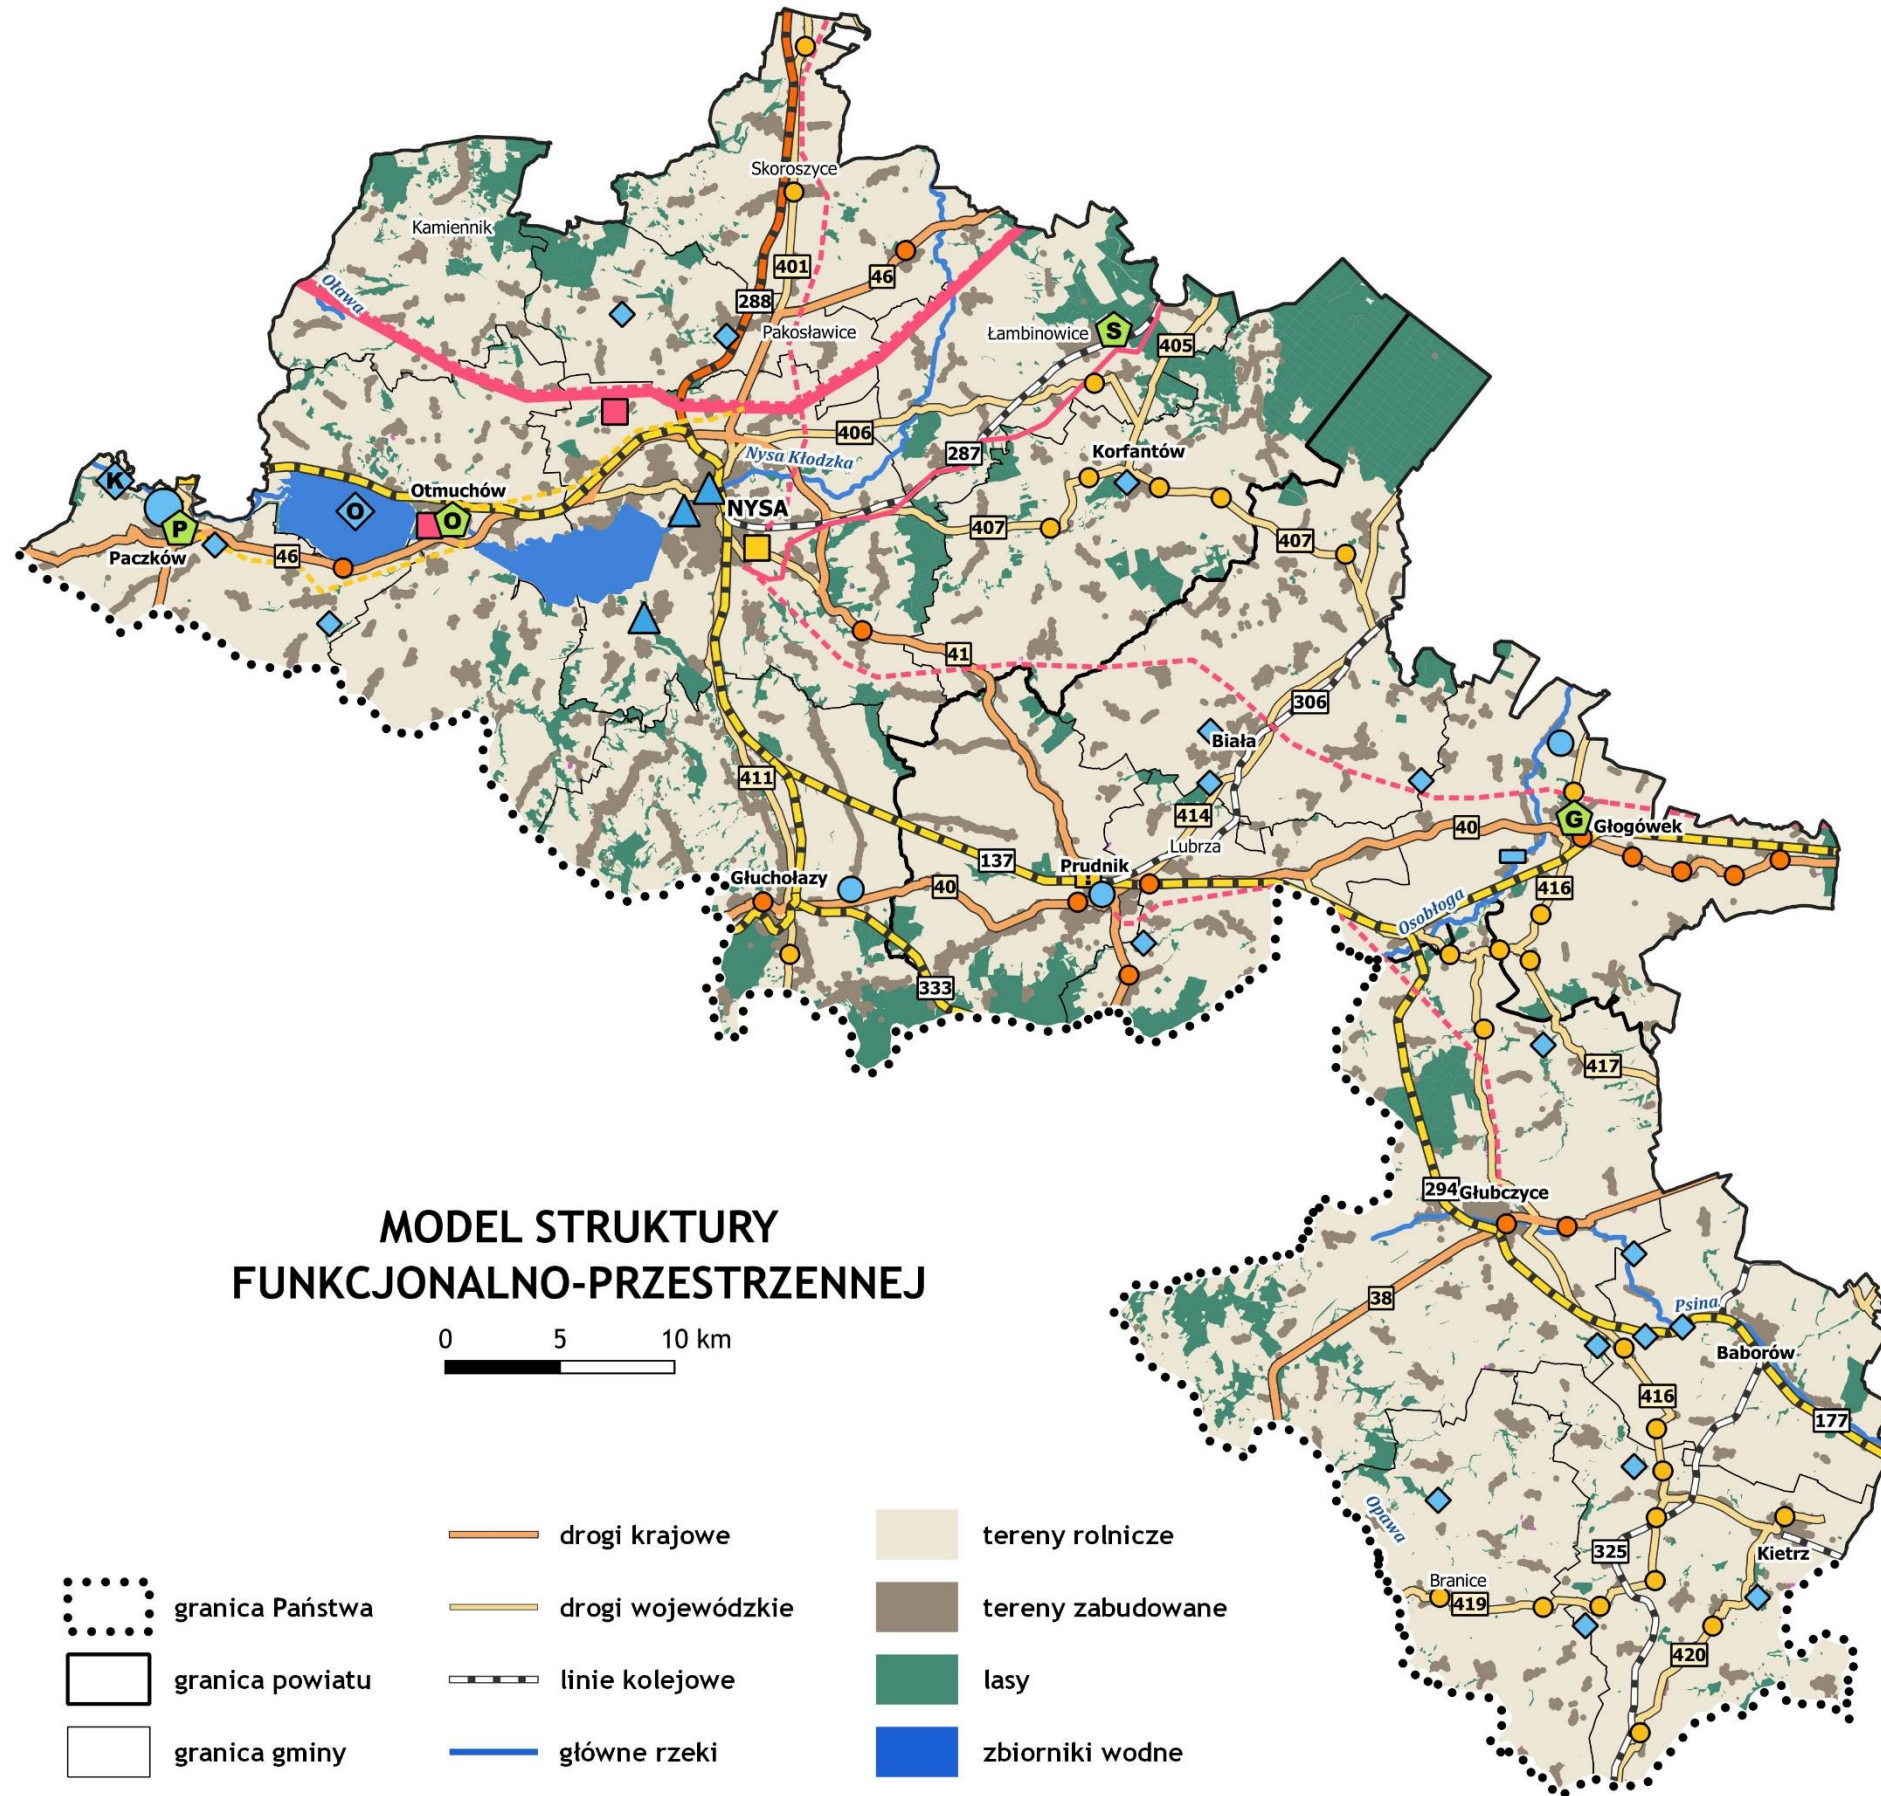 Skoroszyce
Kamiennik
401
46
Oława
288
Pakosławice
Łambinowice
S
405
406
Nysa Kłodzka
287
Korfantów
K
Otmuchów
O
O
P
NYSA
407
407
Paczków
46
41
306
Biała
411
414
40
Głogówek
G
Lubrza
137
Prudnik
Głuchołazy
40
416
Osobłoga
333
417
294
Głubczyce
38
Psina
Baborów
416
177
Opawa
325
Kietrz
Branice
419
420
MODEL STRUKTURY
FUNKCJONALNO-PRZESTRZENNEJ
0 5 10 km
drogi krajowe
tereny rolnicze
granica Państwa
drogi wojewódzkie
tereny zabudowane
granica powiatu
linie kolejowe
lasy
granica gminy
główne rzeki
zbiorniki wodne